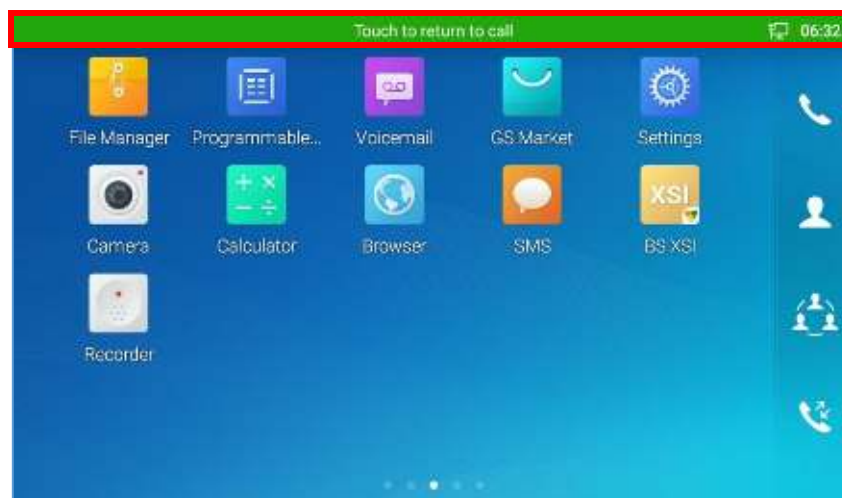 Touch to return to call 06:32
File Manager Programmable... Voicemail GS Market Settings
XSI
Camera Calculator Browser SMS BS XSI
Recorder